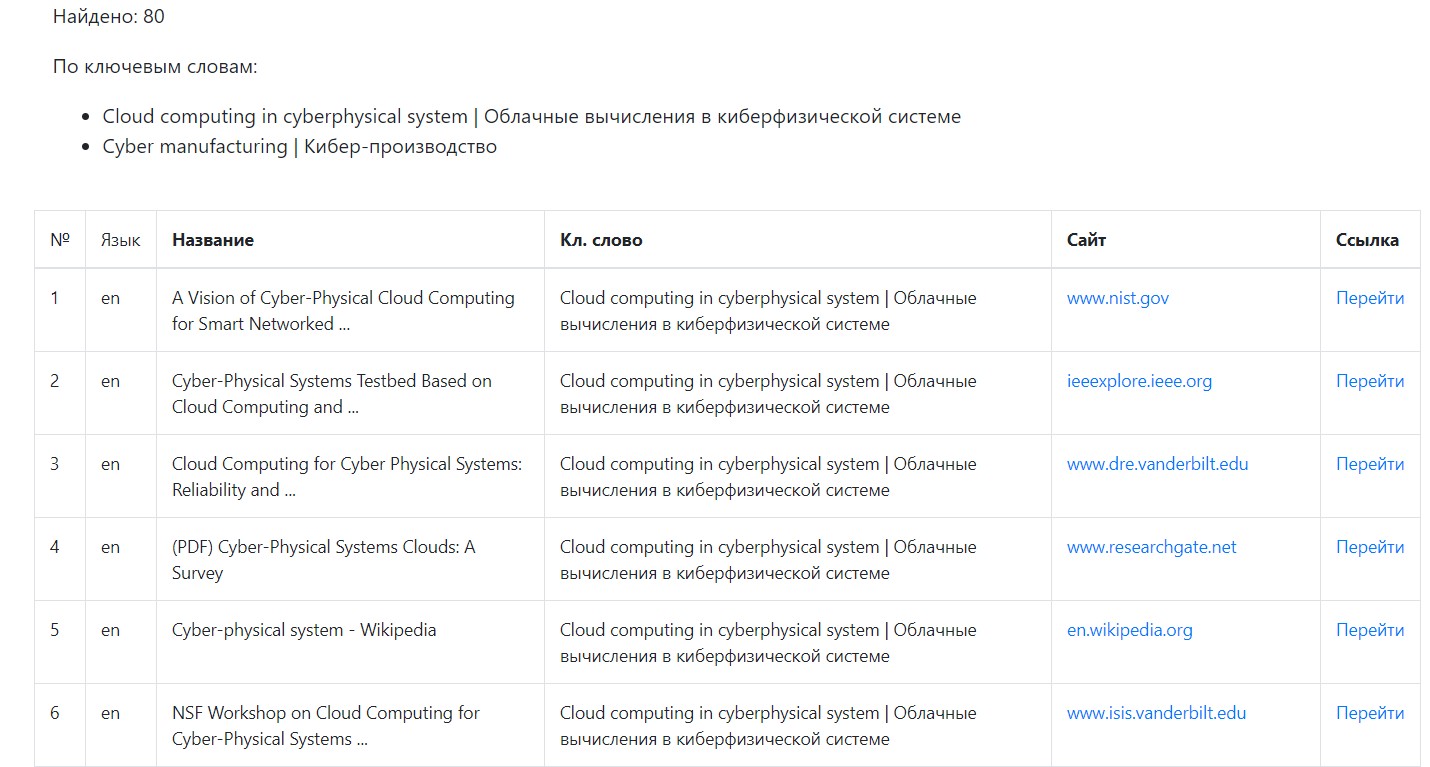 Найдено: 80
По ключевым словам:
Cloud computing in cyberphysical system | Облачные вычисления в киберфизической системе
Cyber manufacturing | Кибер-производство
№ Язык Название Кл. слово Сайт Ссылка
1 en A Vision of Cyber-Physical Cloud Computing Cloud computing in cyberphysical system | Облачные www.nist.gov Перейти
for Smart Networked ... вычисления в киберфизической системе
2 en Cyber-Physical Systems Testbed Based on Cloud computing in cyberphysical system | Облачные ieeexplore.ieee.org Перейти
Cloud Computing and ... вычисления в киберфизической системе
3 en Cloud Computing for Cyber Physical Systems: Cloud computing in cyberphysical system | Облачные www.dre.vanderbilt.edu Перейти
Reliability and ... вычисления в киберфизической системе
4 en (PDF) Cyber-Physical Systems Clouds: A Cloud computing in cyberphysical system | Облачные www.researchgate.net Перейти
Survey вычисления в киберфизической системе
5 en Cyber-physical system - Wikipedia Cloud computing in cyberphysical system | Облачные en.wikipedia.org Перейти
вычисления в киберфизической системе
6 en NSF Workshop on Cloud Computing for Cloud computing in cyberphysical system | Облачные www.isis.vanderbilt.edu Перейти
Cyber-Physical Systems ... вычисления в киберфизической системе